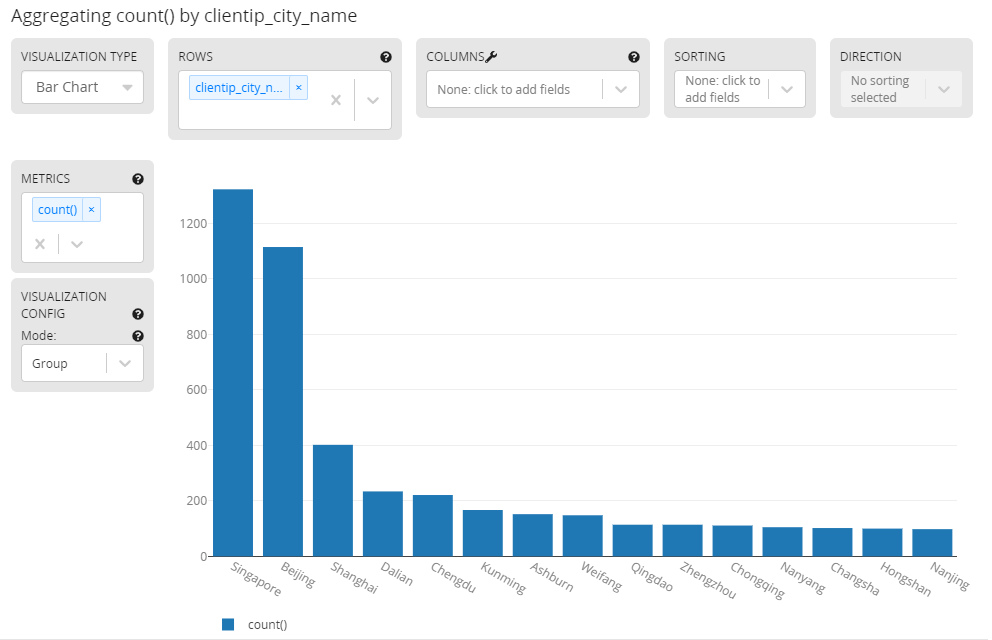 Aggregating count() by clientip_city_name
VISUALIZATION TYPE
Bar Chart
ROWS
clientip_city_n... ×
COLUMNS
None: click to add fields
SORTING
None: click to
add fields
DIRECTION
No sorting
selected
METRICS
count() ×
VISUALIZATION
CONFIG
Mode:
Group
1200
1000
800
600
400
200
0
Singapore
Beijing
Shanghai
Dalian
Chengdu
Kunming
Ashburn
Weifang
Qingdao
Zhengzhou
Chongqing
Nanyang
Changsha
Hongshan
Nanjing
count()